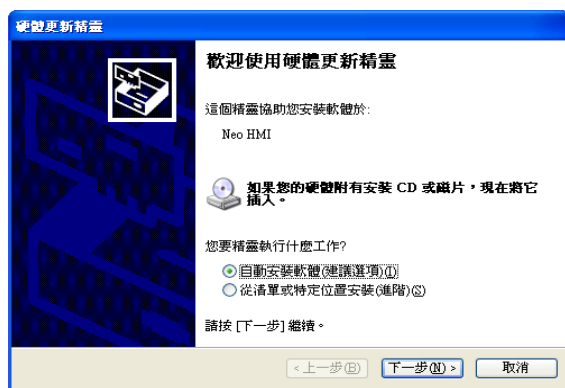 硬體更新精靈
歡迎使用硬體更新精靈
這個精靈協助您安裝軟體於:
Neo HMI
如果您的硬體附有安裝 CD 或磁片，現在將它
插入。
您要精靈執行什麼工作?
自動安裝軟體(建議選項)(I)
從清單或特定位置安裝(進階)(S)
請按 [下一步] 繼續。
<上一步(B) 下一步(N)> 取消